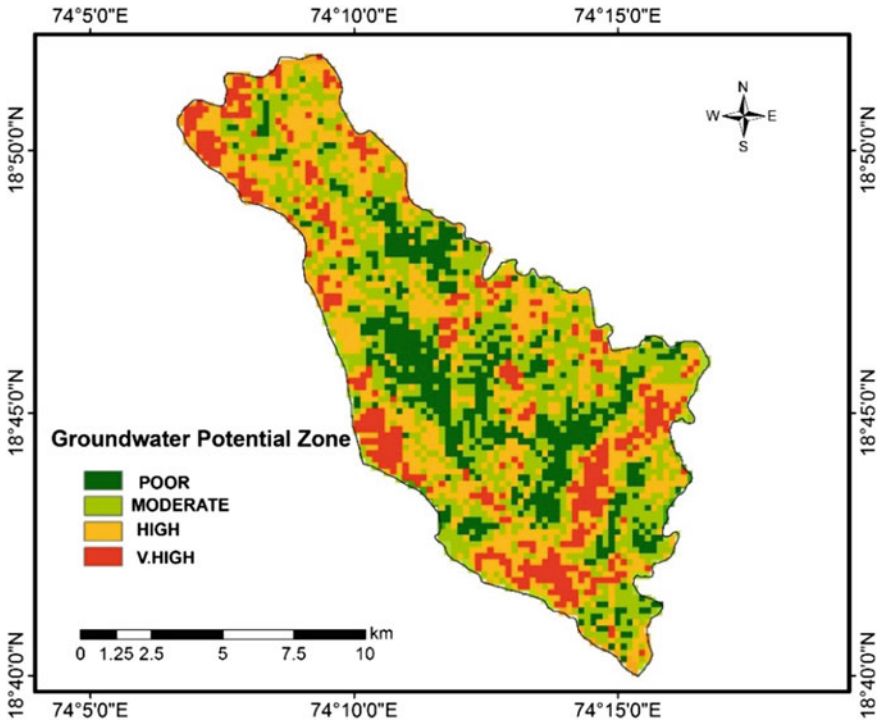 74°5'0"E 74°10'0"E 74°15'0"E
N
W E
S
18°50'0"N 18°50'0"N
18°45'0"N 18°45'0"N
Groundwater Potential Zone
POOR
MODERATE
HIGH
V.HIGH
km
0 1.25 2.5 5 7.5 10
18°40'0"N 18°40'0"N
74°5'0"E 74°10'0"E 74°15'0"E